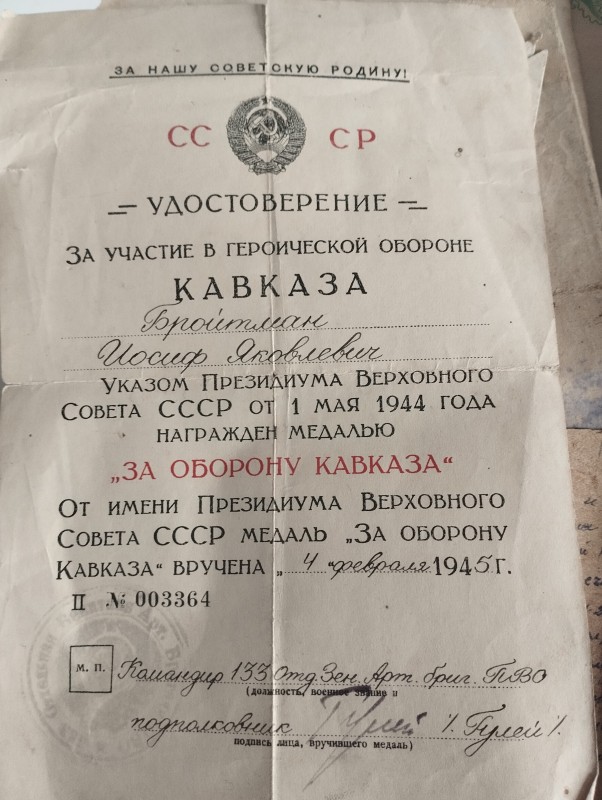 ЗА НАШУ СОВЕТСКУЮ РОДИНУ!
СС СР
УДОСТОВЕРЕНИЕ
ЗА УЧАСТИЕ В ГЕРОИЧЕСКОЙ ОБОРОНЕ
КАВКАЗА
Бройтман
Иосиф Яковлевич
УКАЗОМ ПРЕЗИДИУМА ВЕРХОВНОГО
СОВЕТА СССР ОТ 1 МАЯ 1944 ГОДА
НАГРАЖДЕН МЕДАЛЬЮ
„ЗА ОБОРОНУ КАВКАЗА“
ОТ ИМЕНИ ПРЕЗИДИУМА ВЕРХОВНОГО
СОВЕТА СССР МЕДАЛЬ „ЗА ОБОРОНУ
КАВКАЗА“ ВРУЧЕНА „4“ февраля 1945 г.
II № 003364
М. П.
Командир 133 Отд. Зен. Арт. бриг. ПВО
(должность, военное звание и
подполковник /. Гулей /.
подпись лица, вручившего медаль)